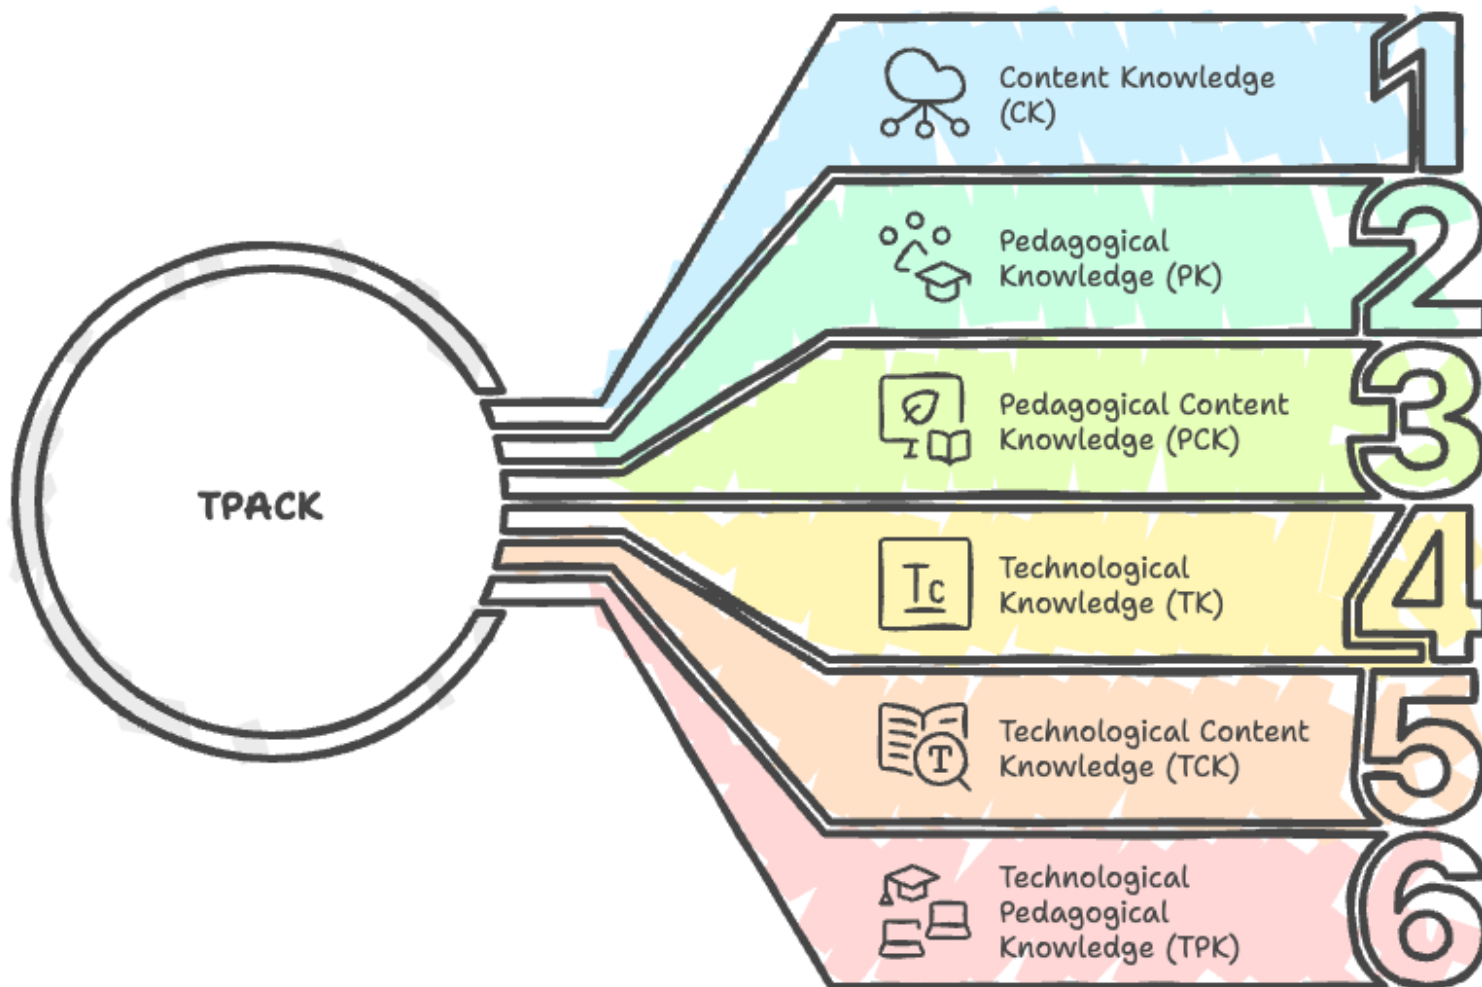 TPACK
Content Knowledge
(CK)
1
Pedagogical
Knowledge (PK)
2
Pedagogical Content
Knowledge (PCK)
3
Tc
Technological
Knowledge (TK)
4
T
Technological Content
Knowledge (TCK)
5
Technological
Pedagogical
Knowledge (TPK)
6